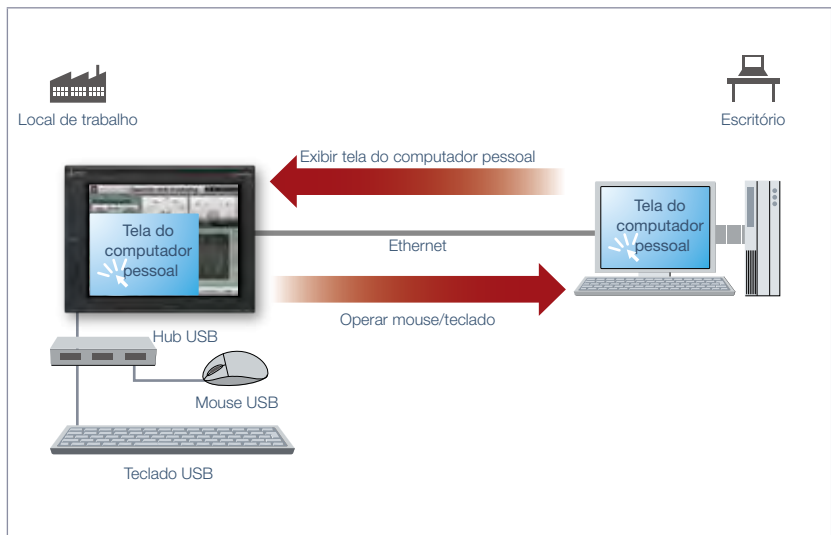 Local de trabalho
Escritório
Exibir tela do computador pessoal
Tela do
computador
pessoal
Tela do
computador
pessoal
Ethernet
Operar mouse/teclado
Hub USB
Mouse USB
Teclado USB